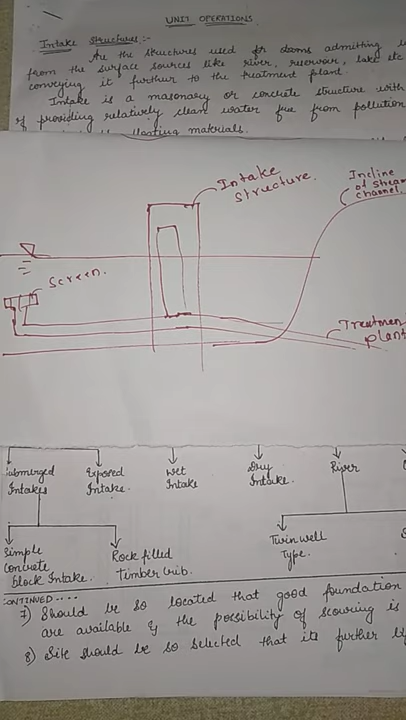 UNIT OPERATIONS
Intake Structures :-
Are the structures used for admitting
from the surface sources like river, reservoir, lake etc
conveying it further to the treatment plant.
Intake is a masonary or concrete structure with
of providing relatively clean water free from pollution
floating materials.
Intake
structure.
Incline
of stream
channel.
Screen.
Treatmen
plant
Submerged
Intakes
Exposed
Intake.
Wet
Intake
Dry
Intake.
River
Simple
concrete
block Intake.
Rock filled
Timber crib.
Twin well
Type.
CONTINUED ....
7) Should be so located that good foundation
are available & the possibility of scouring is
8) Site should be so selected that its further